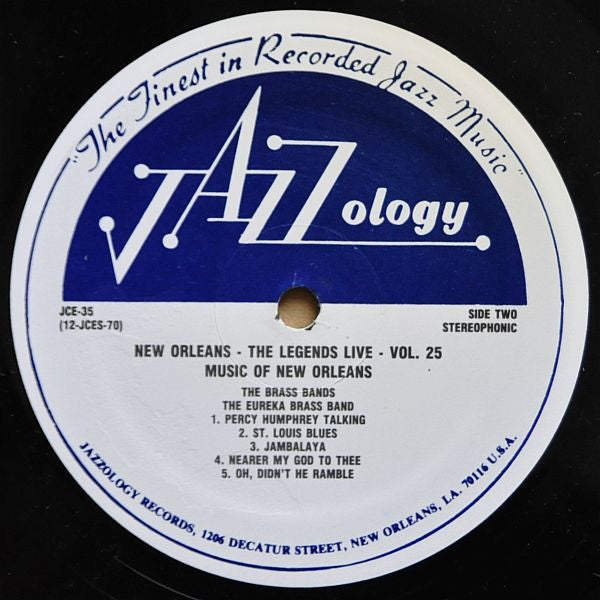 "The Finest in Recorded Jazz Music"
JAZZology
JCE-35
(12-JCES-70)
SIDE TWO
STEREOPHONIC
NEW ORLEANS - THE LEGENDS LIVE - VOL. 25
MUSIC OF NEW ORLEANS
THE BRASS BANDS
THE EUREKA BRASS BAND
1. PERCY HUMPHREY TALKING
2. ST. LOUIS BLUES
3. JAMBALAYA
4. NEARER MY GOD TO THEE
5. OH, DIDN'T HE RAMBLE
JAZZOLOGY RECORDS, 1206 DECATUR STREET, NEW ORLEANS, LA. 70116 U.S.A.